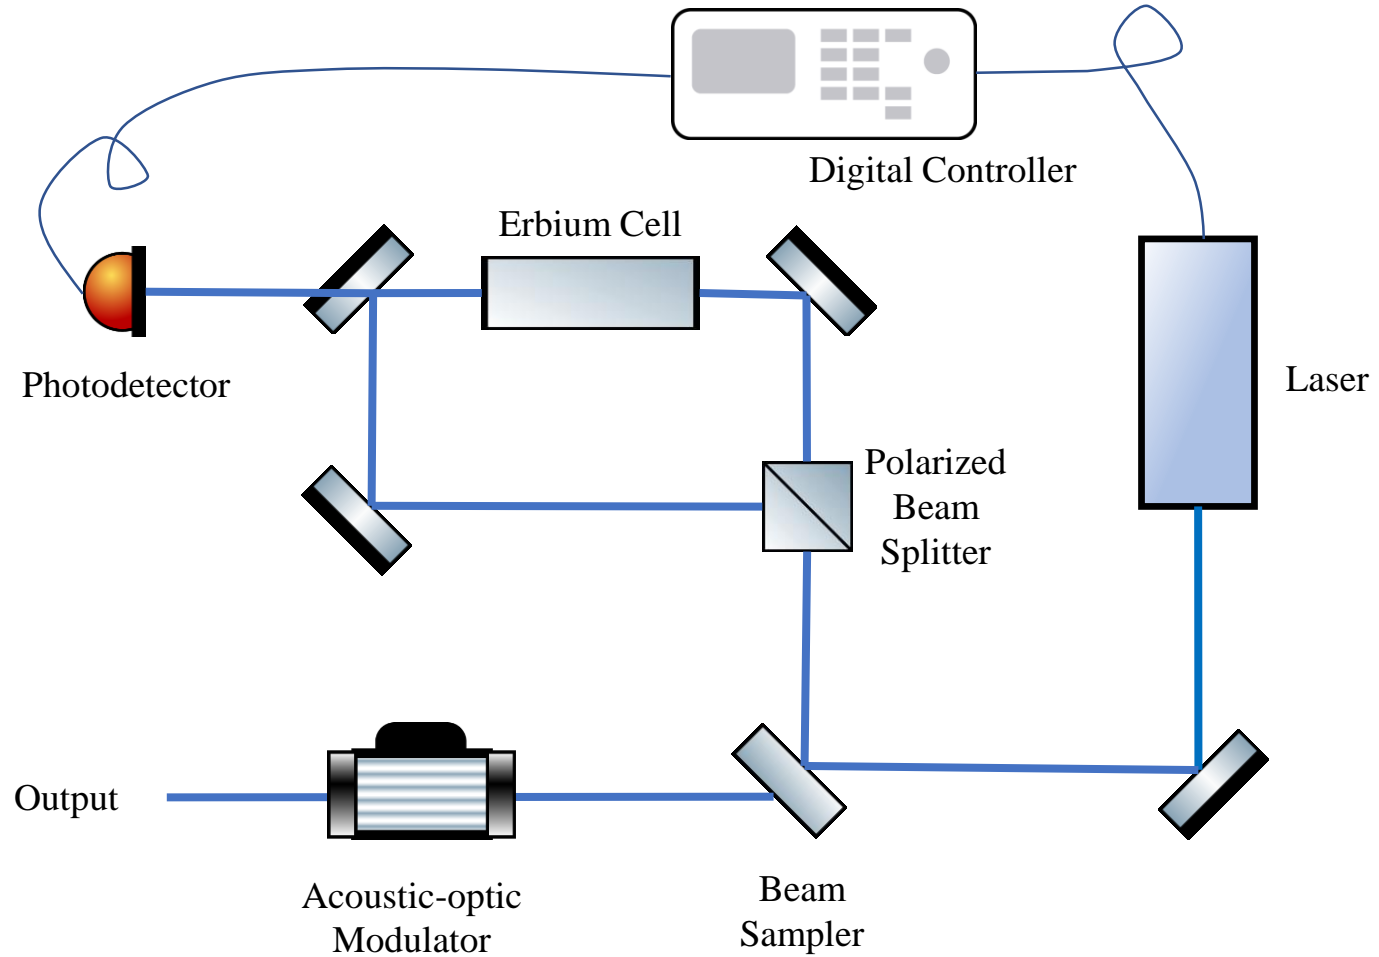 Digital Controller
Erbium Cell
Photodetector
Laser
Polarized
Beam
Splitter
Output
Acoustic-optic
Modulator
Beam
Sampler